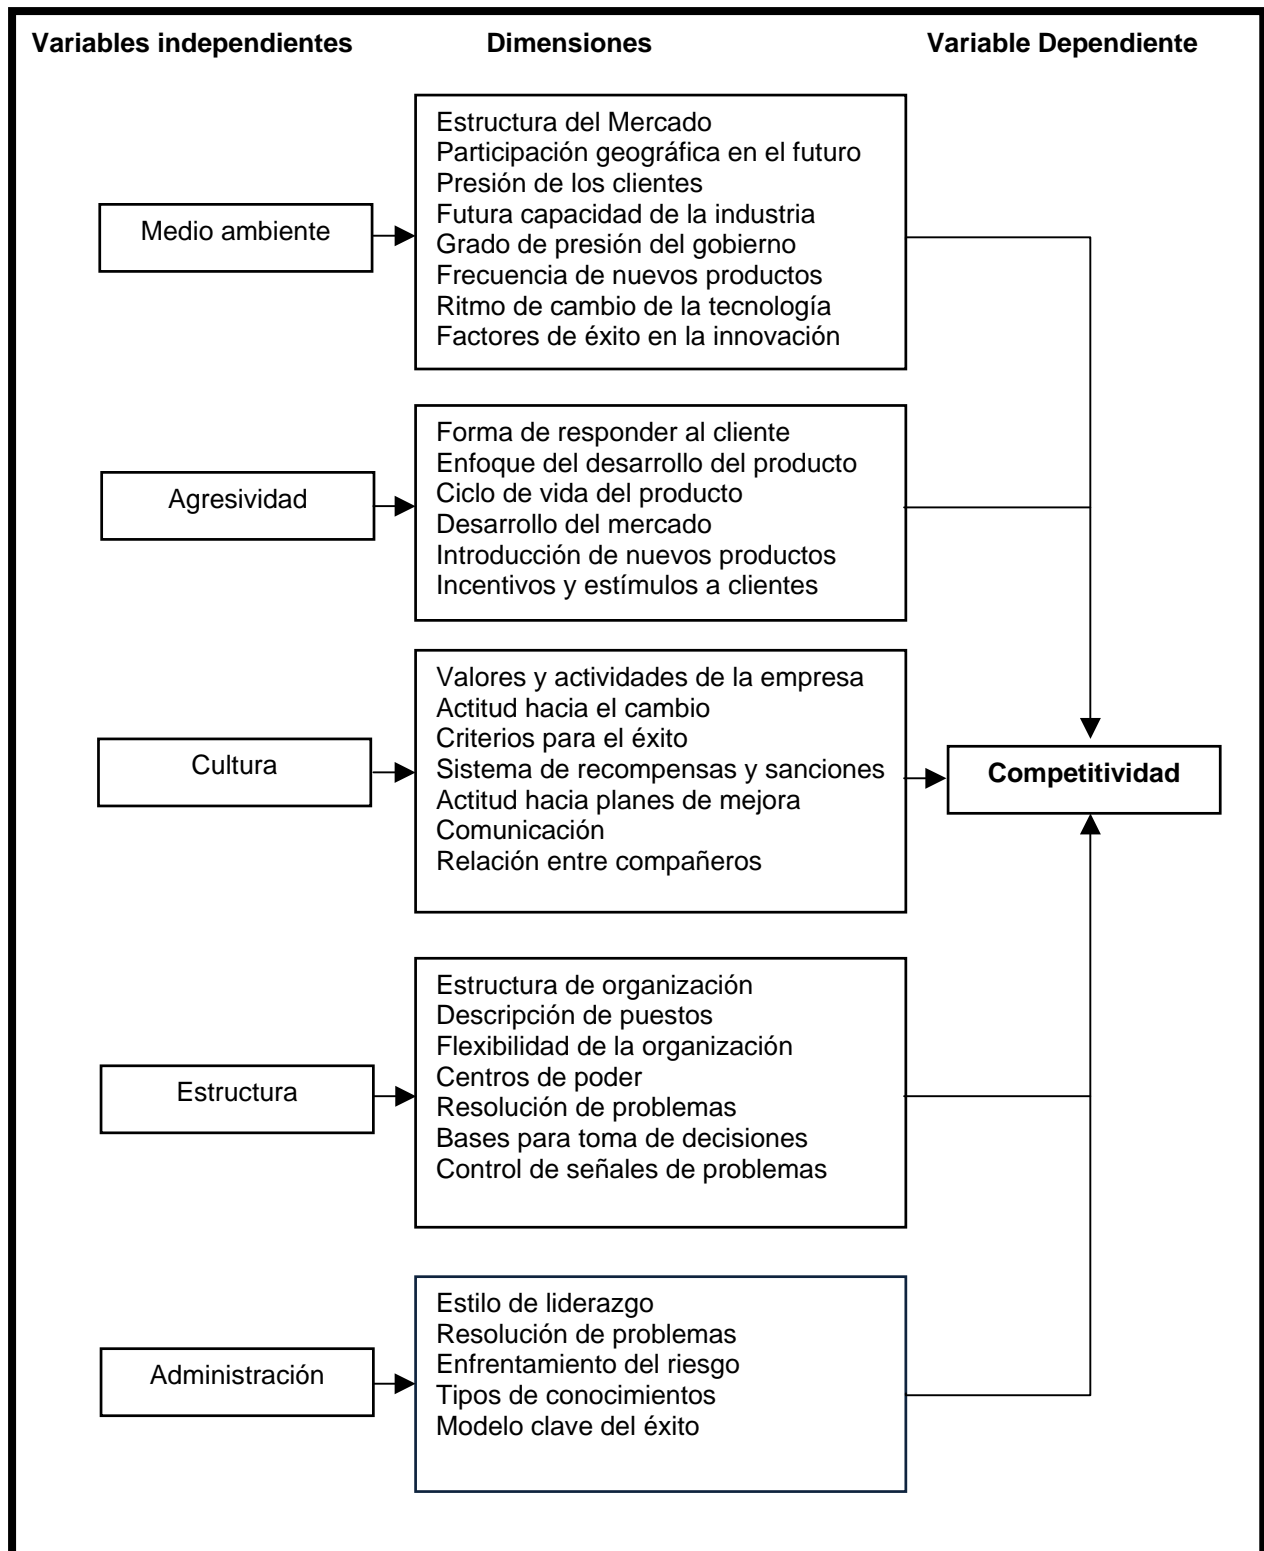 Variables independientes
Dimensiones
Variable Dependiente
Medio ambiente
Estructura del Mercado
Participación geográfica en el futuro
Presión de los clientes
Futura capacidad de la industria
Grado de presión del gobierno
Frecuencia de nuevos productos
Ritmo de cambio de la tecnología
Factores de éxito en la innovación
Agresividad
Forma de responder al cliente
Enfoque del desarrollo del producto
Ciclo de vida del producto
Desarrollo del mercado
Introducción de nuevos productos
Incentivos y estímulos a clientes
Cultura
Valores y actividades de la empresa
Actitud hacia el cambio
Criterios para el éxito
Sistema de recompensas y sanciones
Actitud hacia planes de mejora
Comunicación
Relación entre compañeros
Competitividad
Estructura
Estructura de organización
Descripción de puestos
Flexibilidad de la organización
Centros de poder
Resolución de problemas
Bases para toma de decisiones
Control de señales de problemas
Administración
Estilo de liderazgo
Resolución de problemas
Enfrentamiento del riesgo
Tipos de conocimientos
Modelo clave del éxito